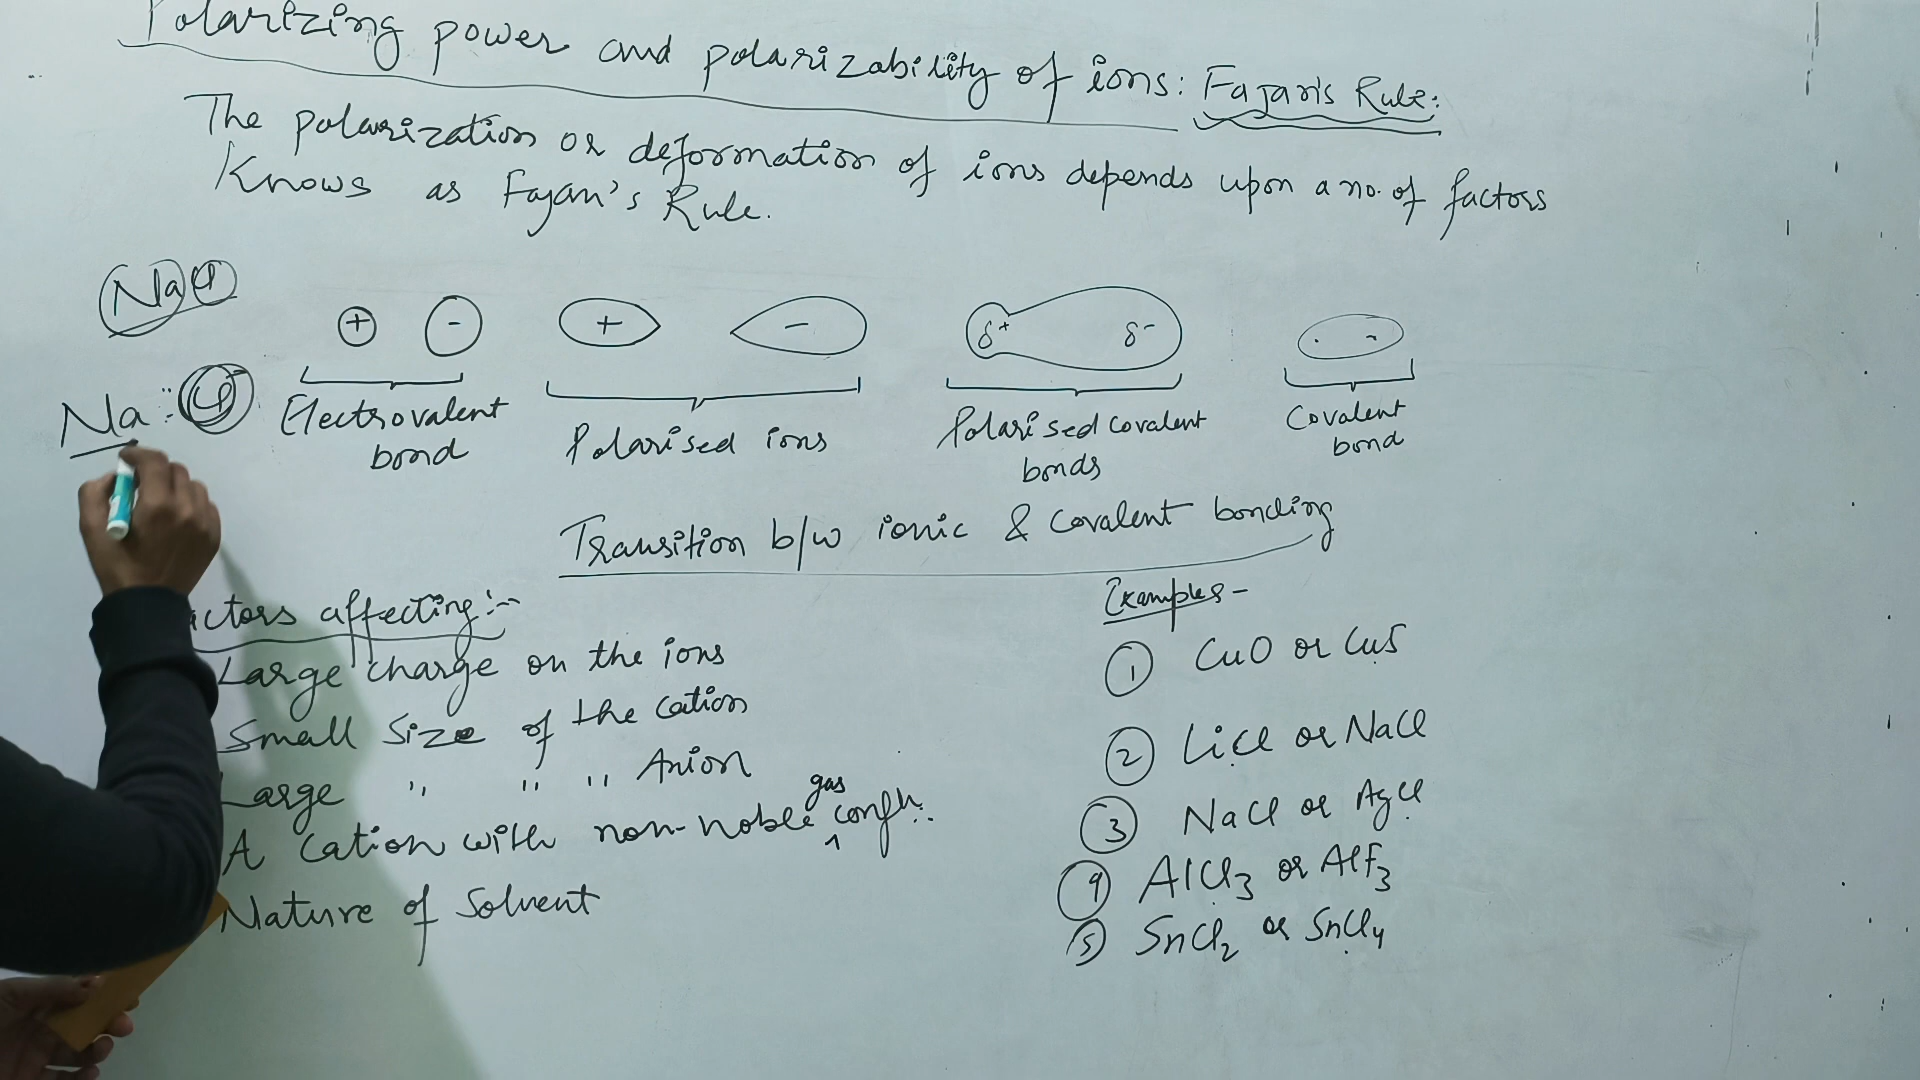 Polarizing power and polarizability of ions: Fajan's Rule:
The polarization or deformation of ions depends upon a no. of factors
Knows as Fajan's Rule.
NaCl
+ - + - δ+ δ- . .
Na Cl-
Electrovalent bond
Polarised ions
Polarised covalent bonds
Covalent bond
Transition b/w ionic & Covalent bonding
actors affecting:-
Large charge on the ions
Small size of the cation
Large " " " Anion
A cation with non-noble gas confn.
Nature of Solvent
Examples -
① CuO or CuS
② LiCl or NaCl
③ NaCl or AgCl
④ AlCl3 or AlF3
⑤ SnCl2 or SnCl4